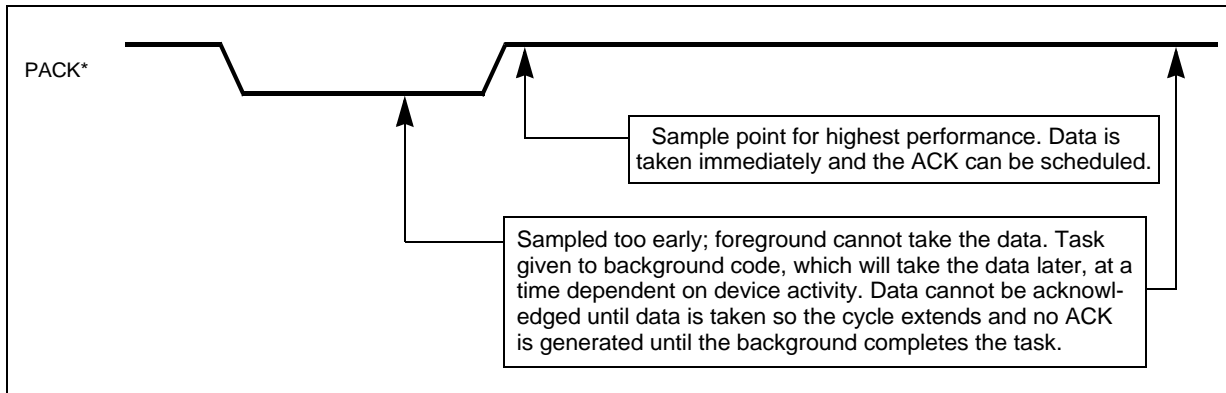 PACK*
Sample point for highest performance. Data is
taken immediately and the ACK can be scheduled.
Sampled too early; foreground cannot take the data. Task
given to background code, which will take the data later, at a
time dependent on device activity. Data cannot be acknowl-
edged until data is taken so the cycle extends and no ACK
is generated until the background completes the task.